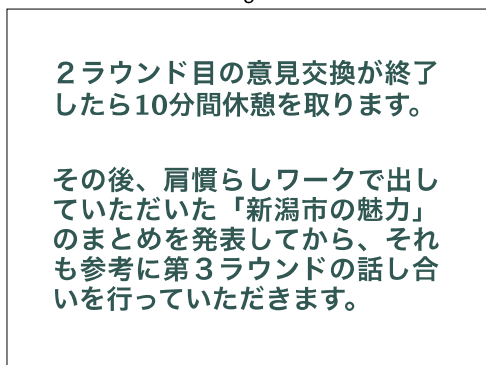 ２ラウンド目の意見交換が終了
したら10分間休憩を取ります。
その後、肩慣らしワークで出し
ていただいた「新潟市の魅力」
のまとめを発表してから、それ
も参考に第３ラウンドの話し合
いを行っていただきます。